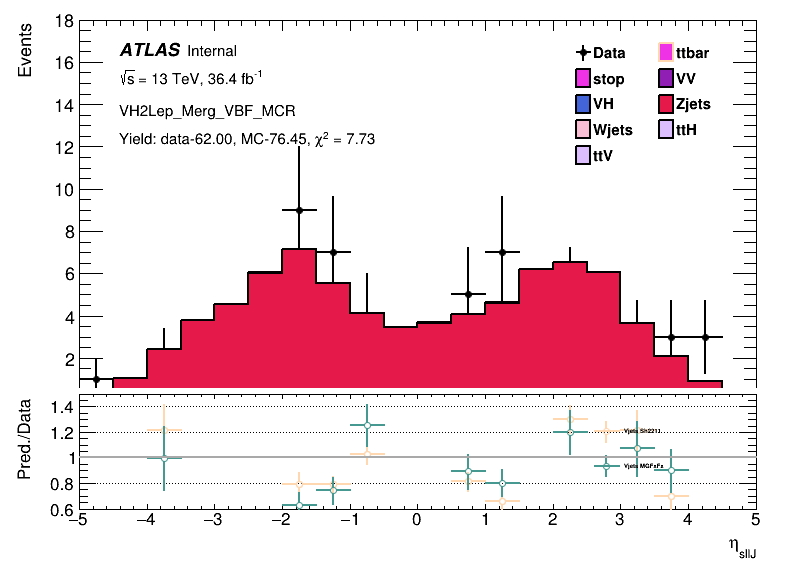 Events
18
16
14
12
10
8
6
4
2
ATLAS Internal
√s = 13 TeV, 36.4 fb⁻¹
VH2Lep_Merg_VBF_MCR
Yield: data-62.00, MC-76.45, χ² = 7.73
Data ttbar
stop VV
VH Zjets
Wjets ttH
ttV
Pred./Data
1.4
1.2
1
0.8
0.6
Vjets Sh2211
Vjets MGFxFx
−5 −4 −3 −2 −1 0 1 2 3 4 5
η_sllJ